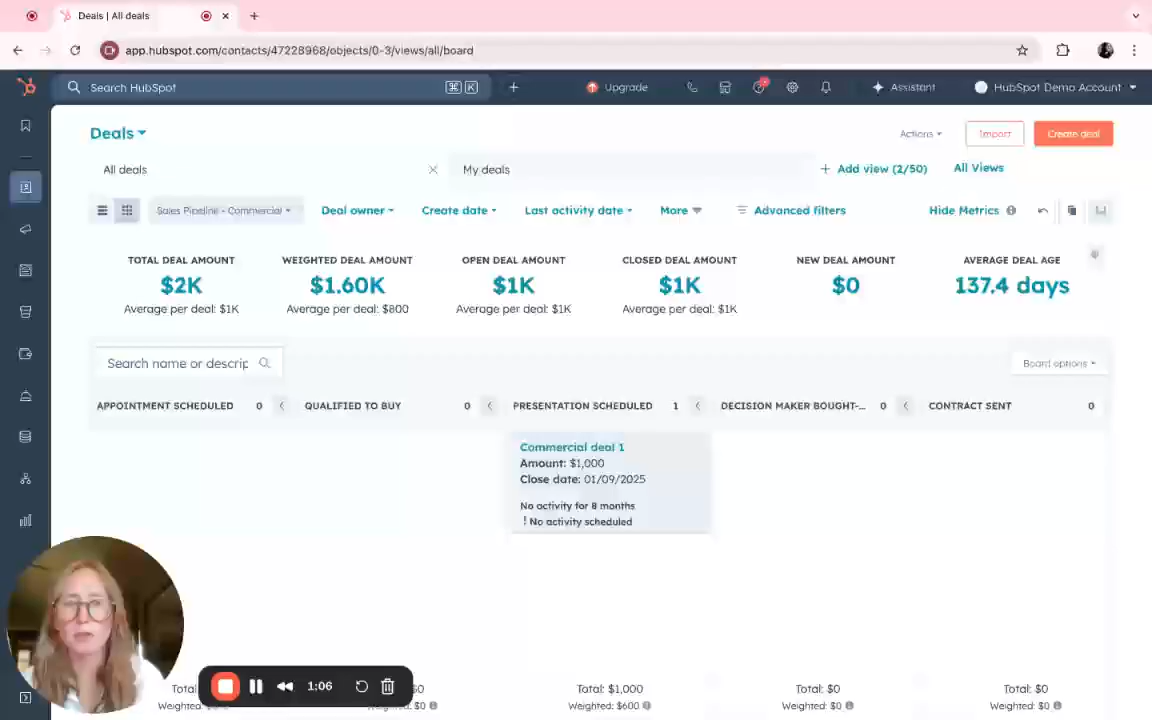 Deals | All deals
app.hubspot.com/contacts/47228968/objects/0-3/views/all/board
Search HubSpot
⌘ K
Upgrade
Assistant
HubSpot Demo Account
Deals
Actions
Import
Create deal
All deals
My deals
+ Add view (2/50)
All Views
Sales Pipeline - Commercial
Deal owner
Create date
Last activity date
More
Advanced filters
Hide Metrics
TOTAL DEAL AMOUNT
$2K
Average per deal: $1K
WEIGHTED DEAL AMOUNT
$1.60K
Average per deal: $800
OPEN DEAL AMOUNT
$1K
Average per deal: $1K
CLOSED DEAL AMOUNT
$1K
Average per deal: $1K
NEW DEAL AMOUNT
$0
AVERAGE DEAL AGE
137.4 days
Search name or descrip
Board options
APPOINTMENT SCHEDULED 0
QUALIFIED TO BUY 0
PRESENTATION SCHEDULED 1
DECISION MAKER BOUGHT-... 0
CONTRACT SENT 0
Commercial deal 1
Amount: $1,000
Close date: 01/09/2025
No activity for 8 months
! No activity scheduled
1:06
Total:
Weighted:
$0
Weighted: $0
Total: $1,000
Weighted: $600
Total: $0
Weighted: $0
Total: $0
Weighted: $0